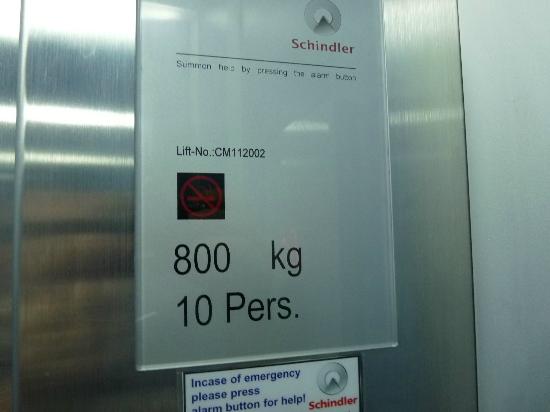 Schindler
Summon help by pressing the alarm button
Lift-No.:CM112002
800 kg
10 Pers.
Incase of emergency
please press
alarm button for help!
Schindler